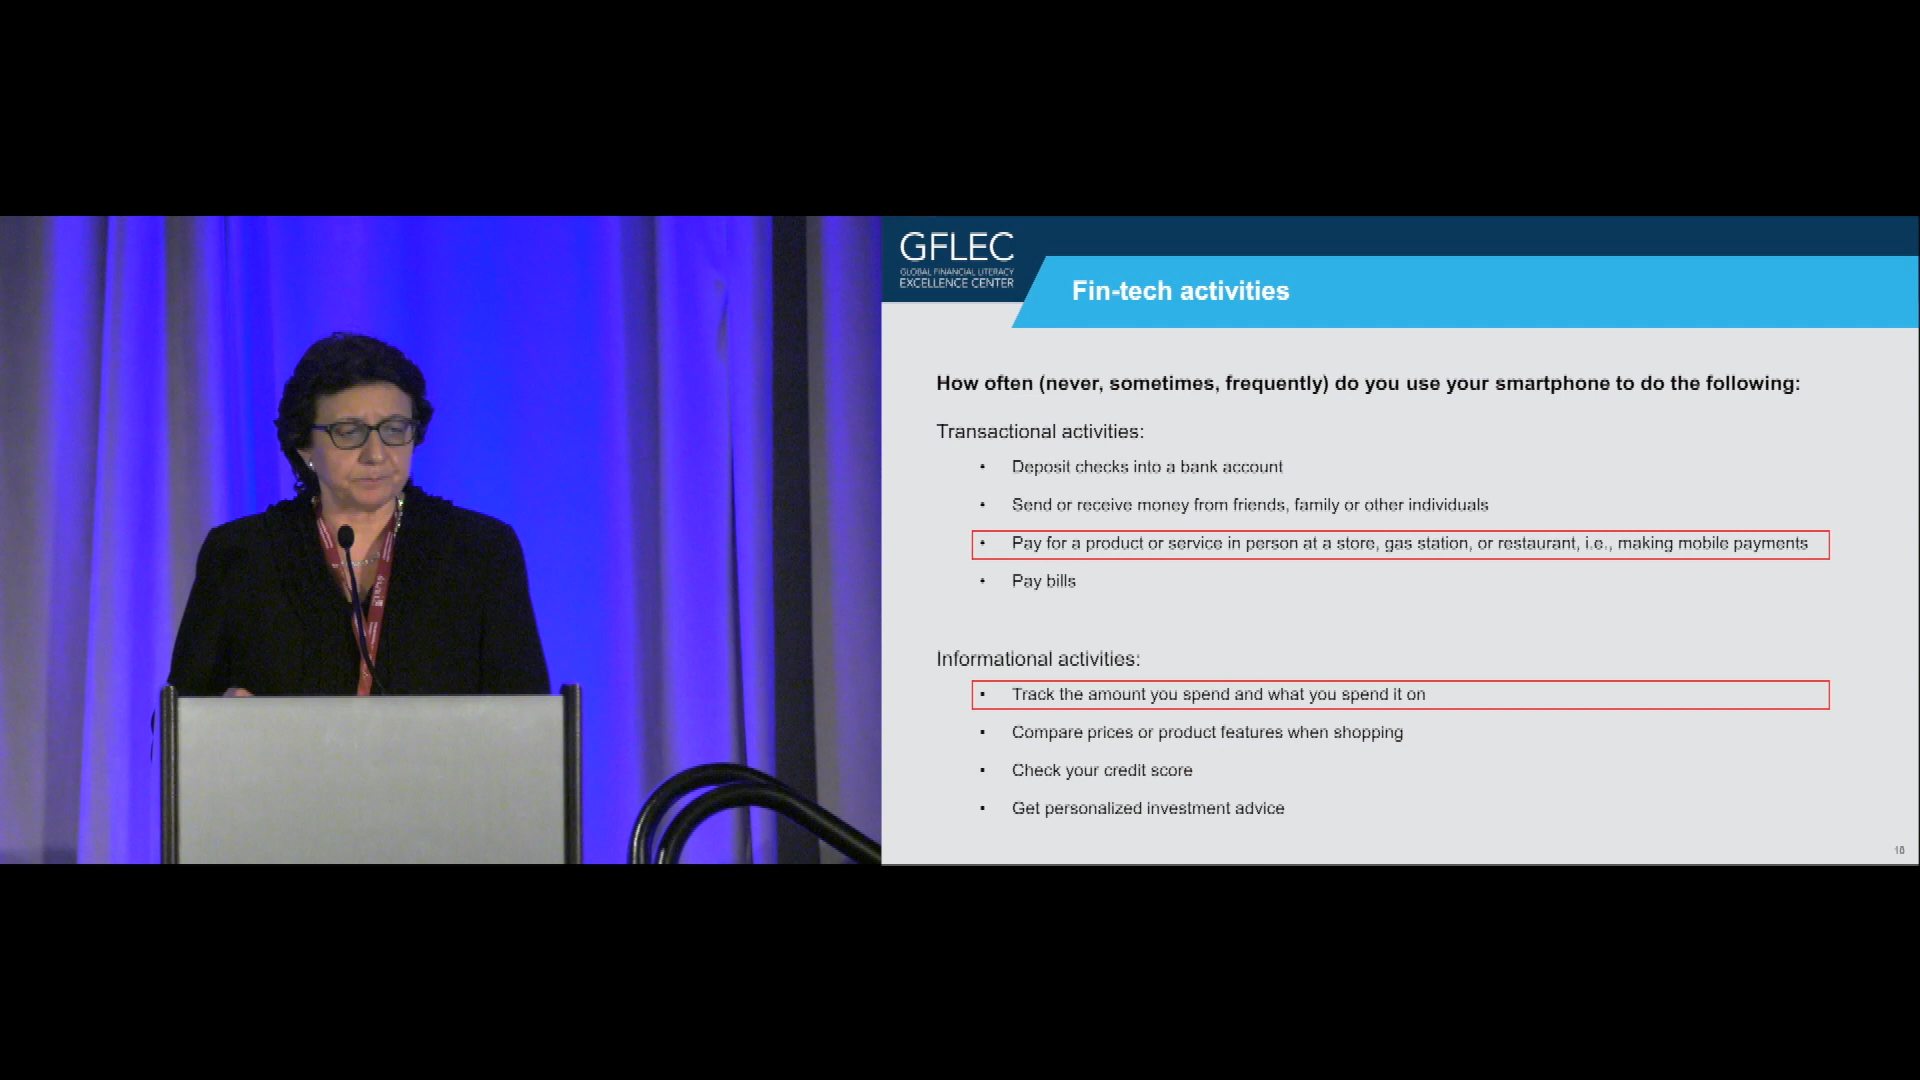 GFLEC
GLOBAL FINANCIAL LITERACY
EXCELLENCE CENTER
Fin-tech activities
How often (never, sometimes, frequently) do you use your smartphone to do the following:
Transactional activities:
• Deposit checks into a bank account
• Send or receive money from friends, family or other individuals
• Pay for a product or service in person at a store, gas station, or restaurant, i.e., making mobile payments
• Pay bills
Informational activities:
• Track the amount you spend and what you spend it on
• Compare prices or product features when shopping
• Check your credit score
• Get personalized investment advice